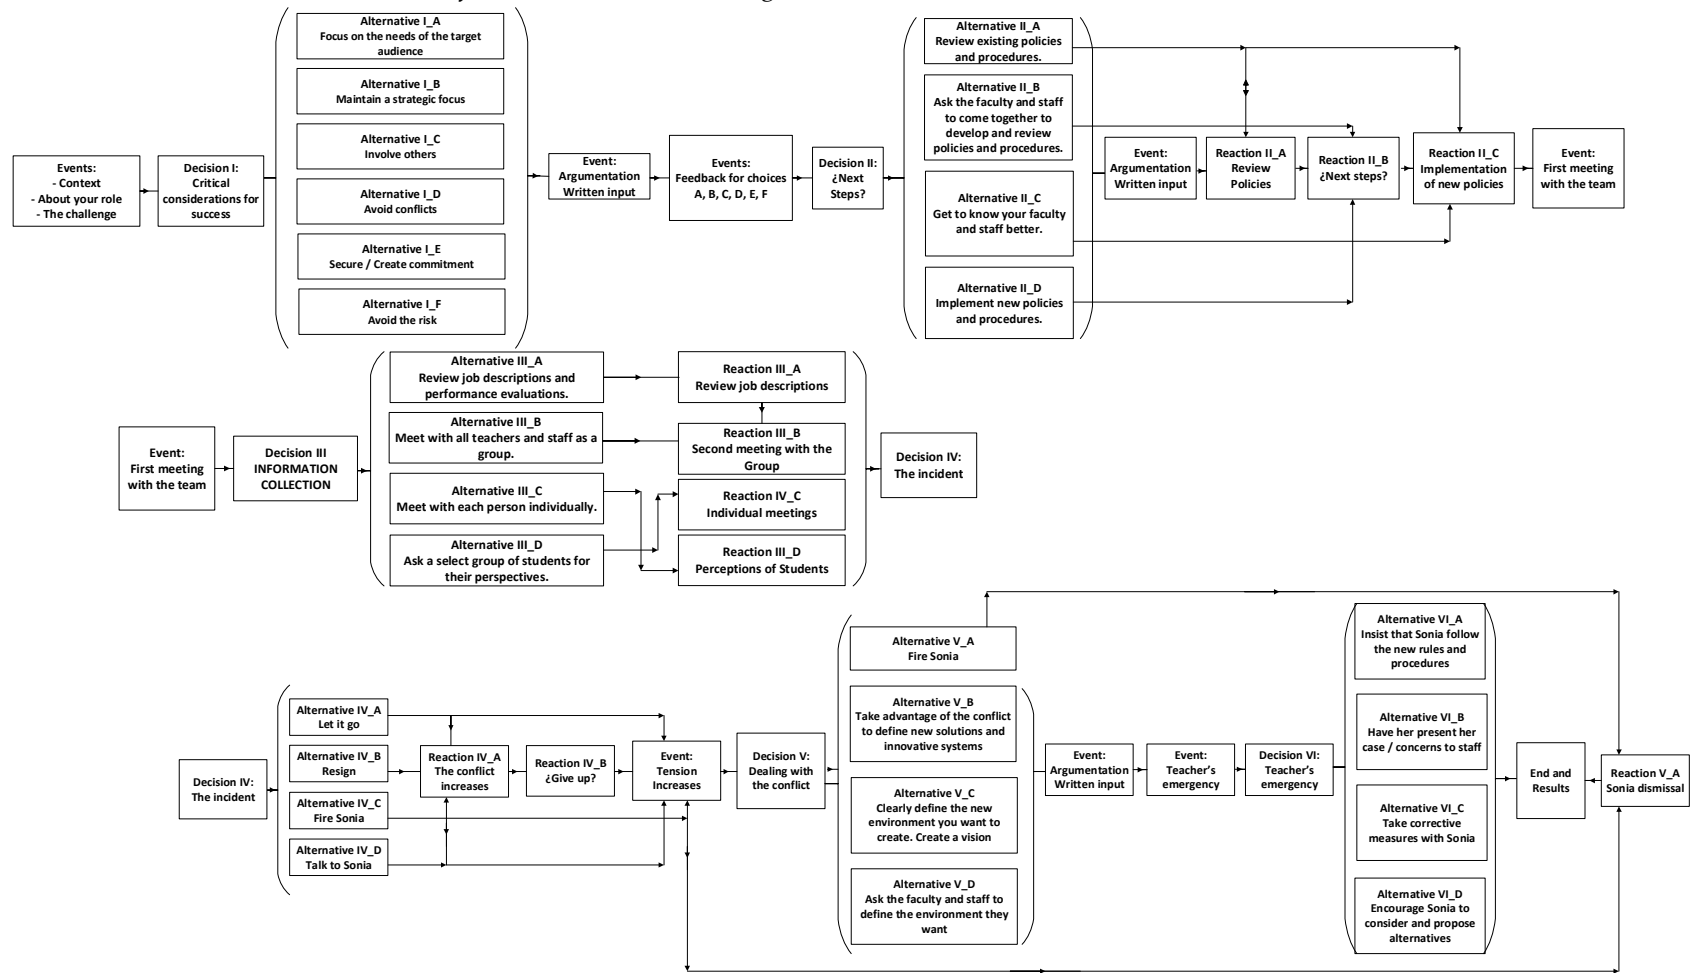 Events:
- Context
- About your role
- The challenge
Decision I:
Critical
considerations for
success
Alternative I_A
Focus on the needs of the target
audience
Alternative I_B
Maintain a strategic focus
Alternative I_C
Involve others
Alternative I_D
Avoid conflicts
Alternative I_E
Secure / Create commitment
Alternative I_F
Avoid the risk
Event:
Argumentation
Written input
Events:
Feedback for choices
A, B, C, D, E, F
Decision II:
¿Next
Steps?
Alternative II_A
Review existing policies
and procedures.
Alternative II_B
Ask the faculty and staff
to come together to
develop and review
policies and procedures.
Alternative II_C
Get to know your faculty
and staff better.
Alternative II_D
Implement new policies
and procedures.
Event:
Argumentation
Written input
Reaction II_A
Review
Policies
Reaction II_B
¿Next steps?
Reaction II_C
Implementation
of new policies
Event:
First meeting
with the team
Event:
First meeting
with the team
Decision III
INFORMATION
COLLECTION
Alternative III_A
Review job descriptions and
performance evaluations.
Alternative III_B
Meet with all teachers and staff as a
group.
Alternative III_C
Meet with each person individually.
Alternative III_D
Ask a select group of students for
their perspectives.
Reaction III_A
Review job descriptions
Reaction III_B
Second meeting with the
Group
Reaction IV_C
Individual meetings
Reaction III_D
Perceptions of Students
Decision IV:
The incident
Decision IV:
The incident
Alternative IV_A
Let it go
Alternative IV_B
Resign
Alternative IV_C
Fire Sonia
Alternative IV_D
Talk to Sonia
Reaction IV_A
The conflict
increases
Reaction IV_B
¿Give up?
Event:
Tension
Increases
Decision V:
Dealing with
the conflict
Alternative V_A
Fire Sonia
Alternative V_B
Take advantage of the conflict
to define new solutions and
innovative systems
Alternative V_C
Clearly define the new
environment you want to
create. Create a vision
Alternative V_D
Ask the faculty and staff to
define the environment they
want
Event:
Argumentation
Written input
Event:
Teacher's
emergency
Decision VI:
Teacher's
emergency
Alternative VI_A
Insist that Sonia follow
the new rules and
procedures
Alternative VI_B
Have her present her
case / concerns to staff
Alternative VI_C
Take corrective
measures with Sonia
Alternative VI_D
Encourage Sonia to
consider and propose
alternatives
End and
Results
Reaction V_A
Sonia dismissal